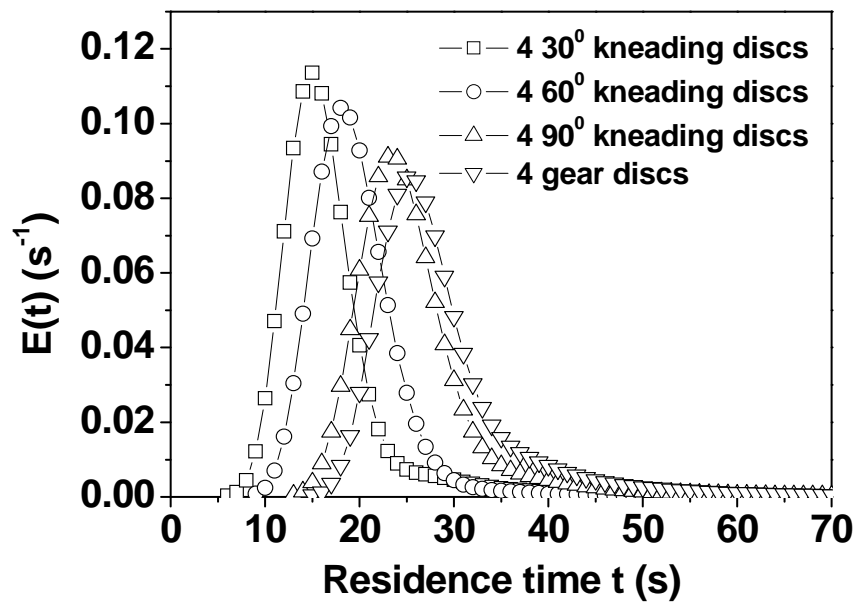 4 30⁰ kneading discs
4 60⁰ kneading discs
4 90⁰ kneading discs
4 gear discs
E(t) (s⁻¹)
0.12
0.10
0.08
0.06
0.04
0.02
0.00
0 10 20 30 40 50 60 70
Residence time t (s)